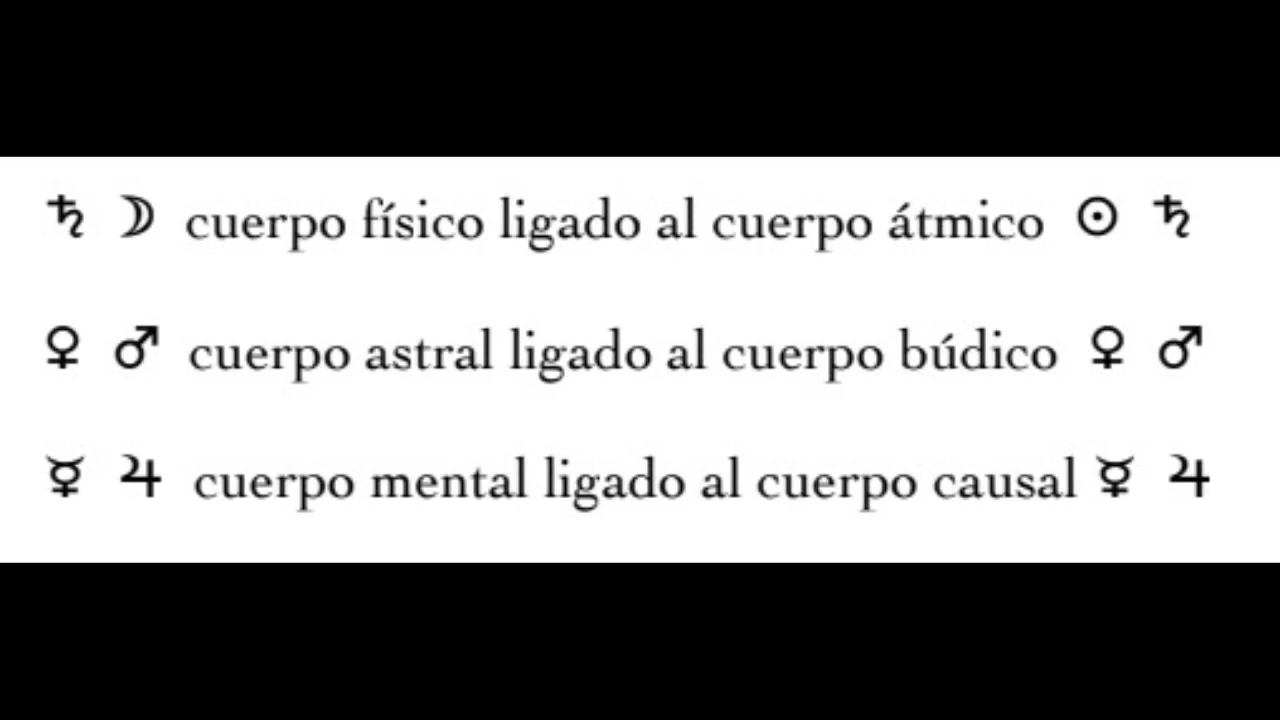 ♄ ☽ cuerpo físico ligado al cuerpo átmico ☉ ♄
♀ ♂ cuerpo astral ligado al cuerpo búdico ♀ ♂
☿ ♃ cuerpo mental ligado al cuerpo causal ☿ ♃